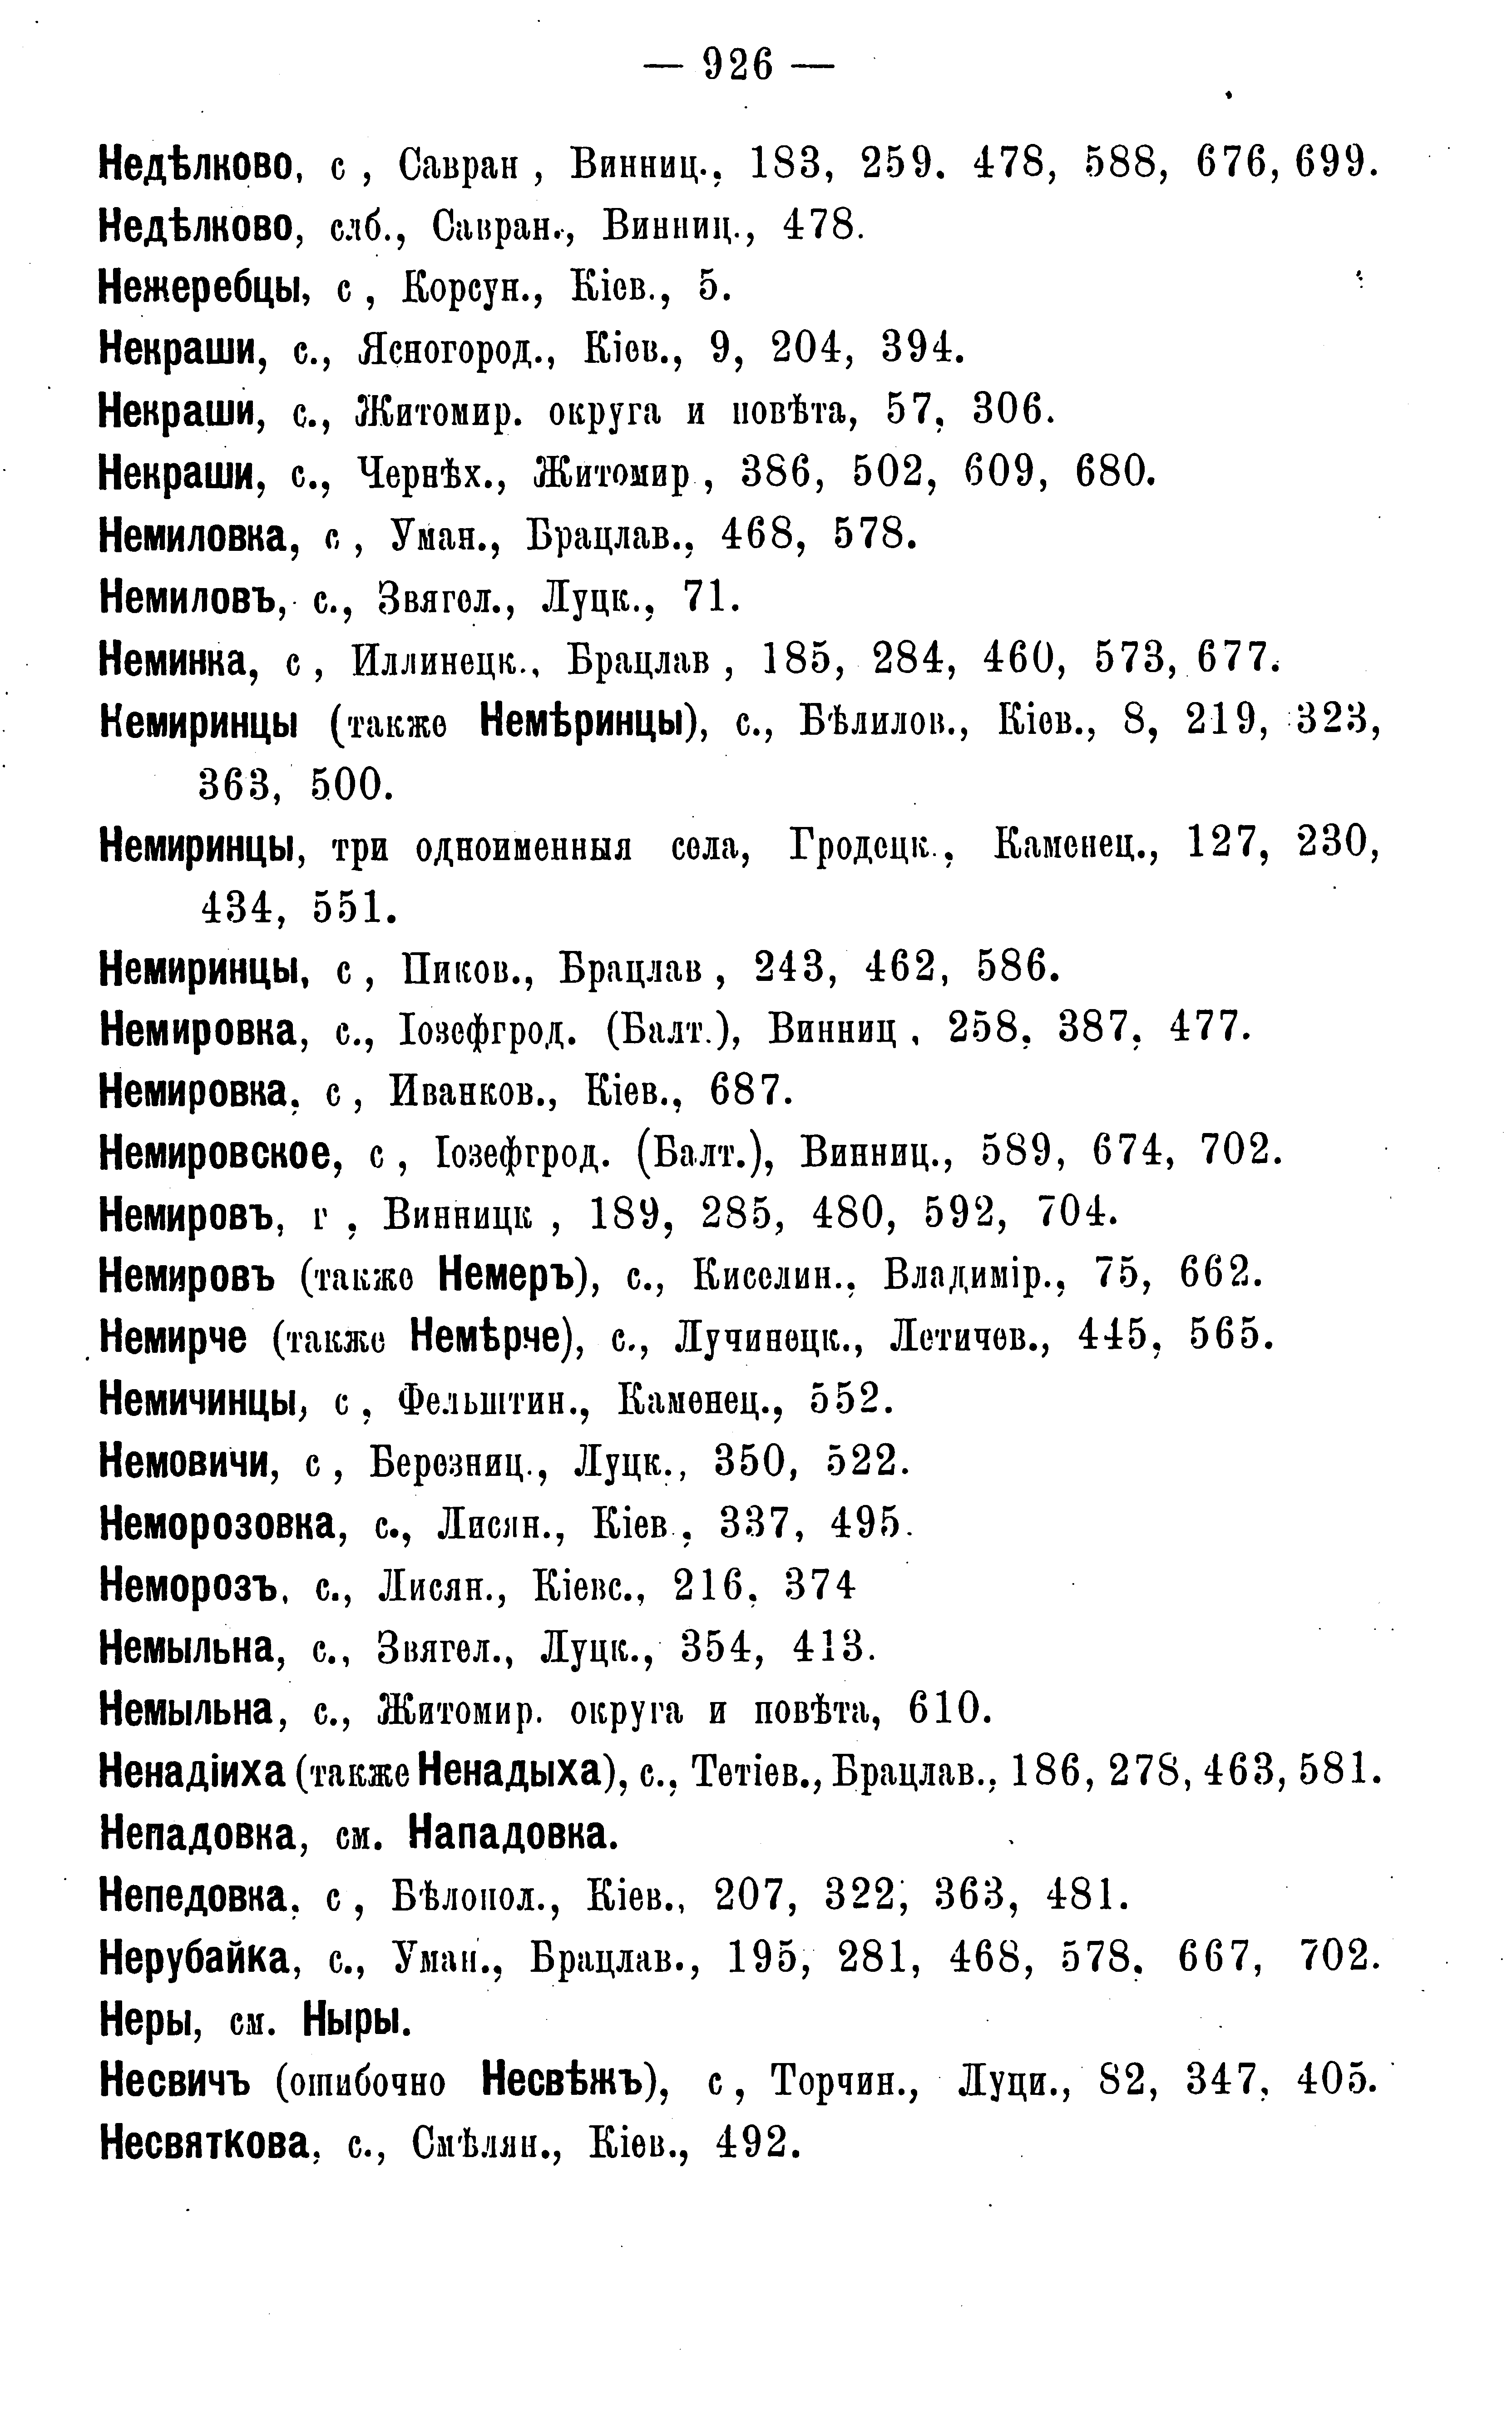 — 926 —
Недѣлково, с , Савран , Винниц., 183, 259. 478, 588, 676, 699.
Недѣлково, слб., Савран., Винниц., 478.
Нежеребцы, с , Корсун., Кіев., 5.
Некраши, с., Ясногород., Кіев., 9, 204, 394.
Некраши, с., Житомир. округа и повѣта, 57, 306.
Некраши, с., Чернѣх., Житомир , 386, 502, 609, 680.
Немиловка, с , Уман., Брацлав., 468, 578.
Немиловъ, с., Звягел., Луцк., 71.
Неминка, с , Иллинецк., Брацлав , 185, 284, 460, 573, 677.
Немиринцы (также Немѣринцы), с., Бѣлилов., Кіев., 8, 219, 323,
363, 500.
Немиринцы, три одноименныя села, Гродецк., Каменец., 127, 230,
434, 551.
Немиринцы, с , Пиков., Брацлав , 243, 462, 586.
Немировка, с., Іозефгрод. (Балт.), Винниц , 258, 387, 477.
Немировка, с , Иванков., Кіев., 687.
Немировское, с , Іозефгрод. (Балт.), Винниц., 589, 674, 702.
Немировъ, г , Винницк , 189, 285, 480, 592, 704.
Немировъ (также Немеръ), с., Киселин., Владимір., 75, 662.
Немирче (также Немѣрче), с., Лучинецк., Летичев., 445, 565.
Немичинцы, с , Фельштин., Каменец., 552.
Немовичи, с , Березниц., Луцк., 350, 522.
Неморозовка, с., Лисян., Кіев., 337, 495.
Неморозъ, с., Лисян., Кіевс., 216, 374
Немыльна, с., Звягел., Луцк., 354, 413.
Немыльна, с., Житомир. округа и повѣта, 610.
Ненадіиха (также Ненадыха), с., Тетіев., Брацлав., 186, 278, 463, 581.
Непадовка, см. Нападовка.
Непедовка, с , Бѣлопол., Кіев., 207, 322, 363, 481.
Нерубайка, с., Уман., Брацлав., 195, 281, 468, 578, 667, 702.
Неры, см. Ныры.
Несвичъ (ошибочно Несвѣжъ), с , Торчин., Луци., 82, 347, 405.
Несвяткова, с., Смѣлян., Кіев., 492.